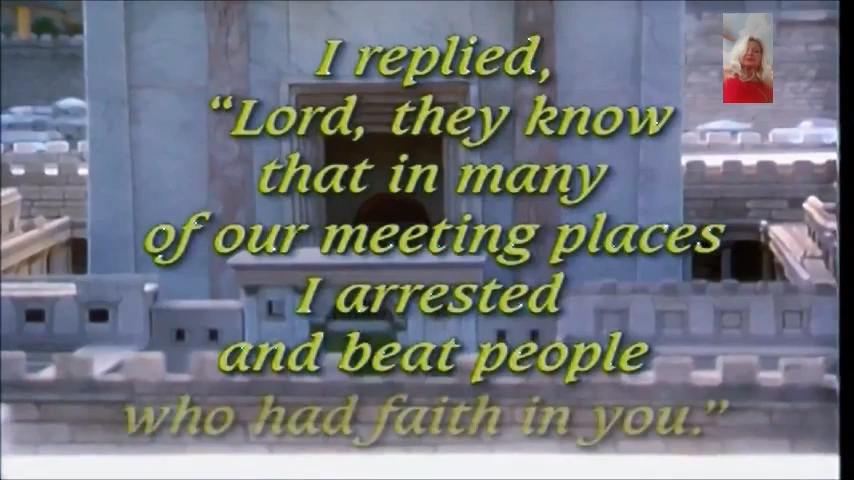 I replied,
“Lord, they know
that in many
of our meeting places
I arrested
and beat people
who had faith in you.”